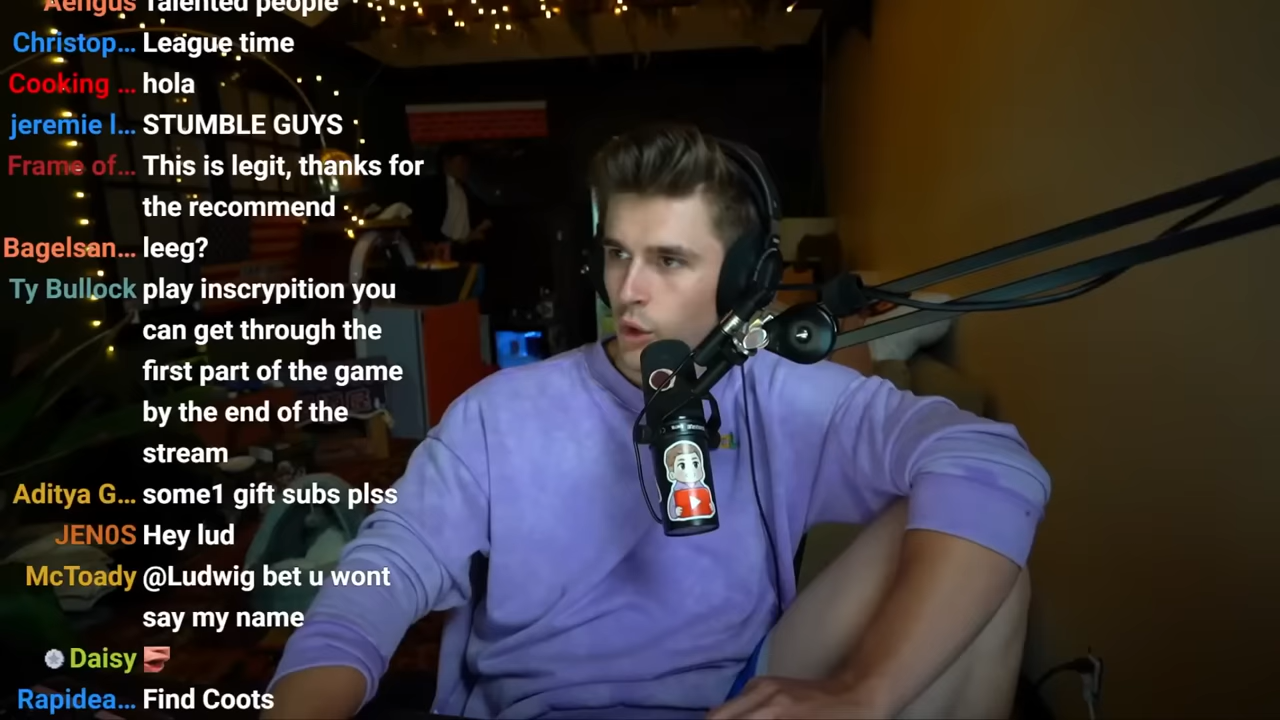 Aengus Talented people
Christop… League time
Cooking … hola
jeremie l… STUMBLE GUYS
Frame of… This is legit, thanks for
the recommend
Bagelsan… leeg?
Ty Bullock play inscrypition you
can get through the
first part of the game
by the end of the
stream
Aditya G… some1 gift subs plss
JEN0S Hey lud
McToady @Ludwig bet u wont
say my name
Daisy
Rapidea… Find Coots